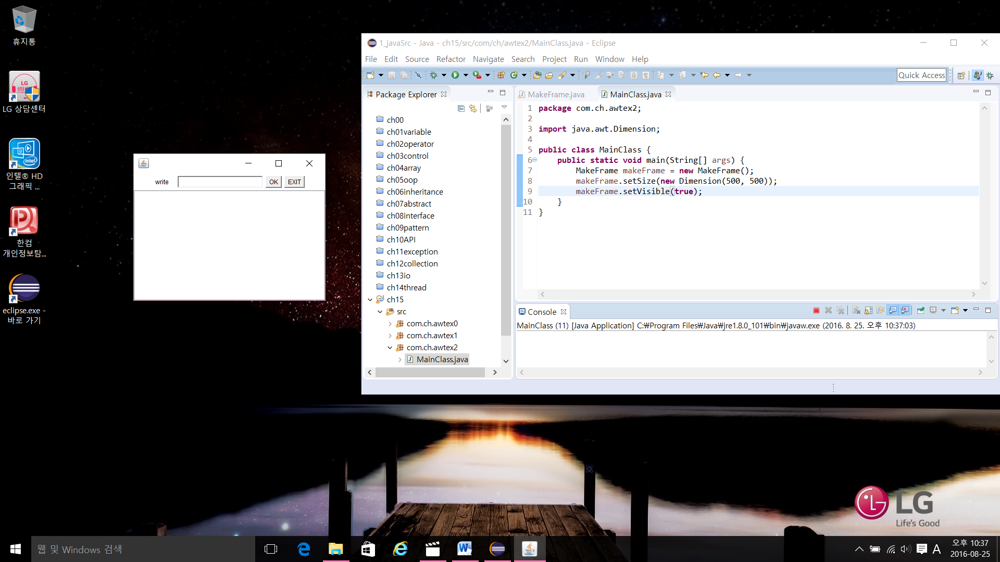 휴지통
LG 상담센터
인텔® HD
그래픽 ...
한컴
개인정보탐...
eclipse.exe -
바로 가기
write
OK
EXIT
1_javaSrc - Java - ch15/src/com/ch/awtex2/MainClass.java - Eclipse
File Edit Source Refactor Navigate Search Project Run Window Help
Quick Access
Package Explorer
ch00
ch01variable
ch02operator
ch03control
ch04array
ch05oop
ch06inheritance
ch07abstract
ch08interface
ch09pattern
ch10API
ch11exception
ch12collection
ch13io
ch14thread
ch15
src
com.ch.awtex0
com.ch.awtex1
com.ch.awtex2
MainClass.java
MakeFrame.java
MainClass.java
1 package com.ch.awtex2;
2
3 import java.awt.Dimension;
4
5 public class MainClass {
6 public static void main(String[] args) {
7 MakeFrame makeFrame = new MakeFrame();
8 makeFrame.setSize(new Dimension(500, 500));
9 makeFrame.setVisible(true);
10 }
11 }
Console
MainClass (11) [Java Application] C:₩Program Files₩Java₩jre1.8.0_101₩bin₩javaw.exe (2016. 8. 25. 오후 10:37:03)
LG
LG
Life's Good
웹 및 Windows 검색
A
오후 10:37
2016-08-25